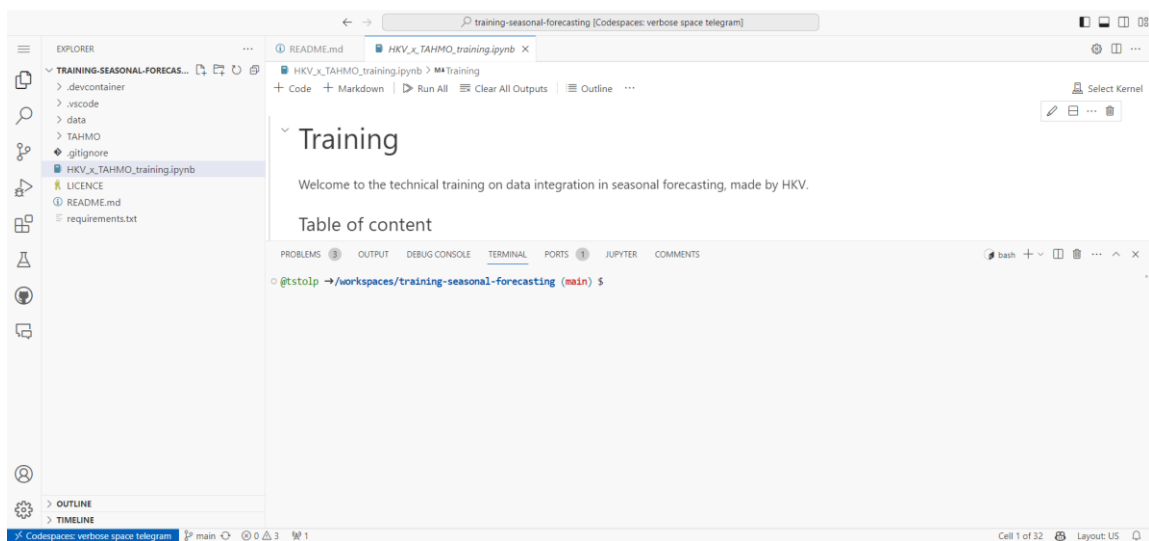 training-seasonal-forecasting [Codespaces: verbose space telegram]
EXPLORER
TRAINING-SEASONAL-FORECAS...
.devcontainer
.vscode
data
TAHMO
.gitignore
HKV_x_TAHMO_training.ipynb
LICENCE
README.md
requirements.txt
OUTLINE
TIMELINE
README.md
HKV_x_TAHMO_training.ipynb
HKV_x_TAHMO_training.ipynb > M↓Training
+ Code + Markdown Run All Clear All Outputs Outline ...
Select Kernel
Training
Welcome to the technical training on data integration in seasonal forecasting, made by HKV.
Table of content
PROBLEMS 3 OUTPUT DEBUG CONSOLE TERMINAL PORTS 1 JUPYTER COMMENTS
bash
@tstolp →/workspaces/training-seasonal-forecasting (main) $
Codespaces: verbose space telegram main 0 3 1
Cell 1 of 32 Layout: US